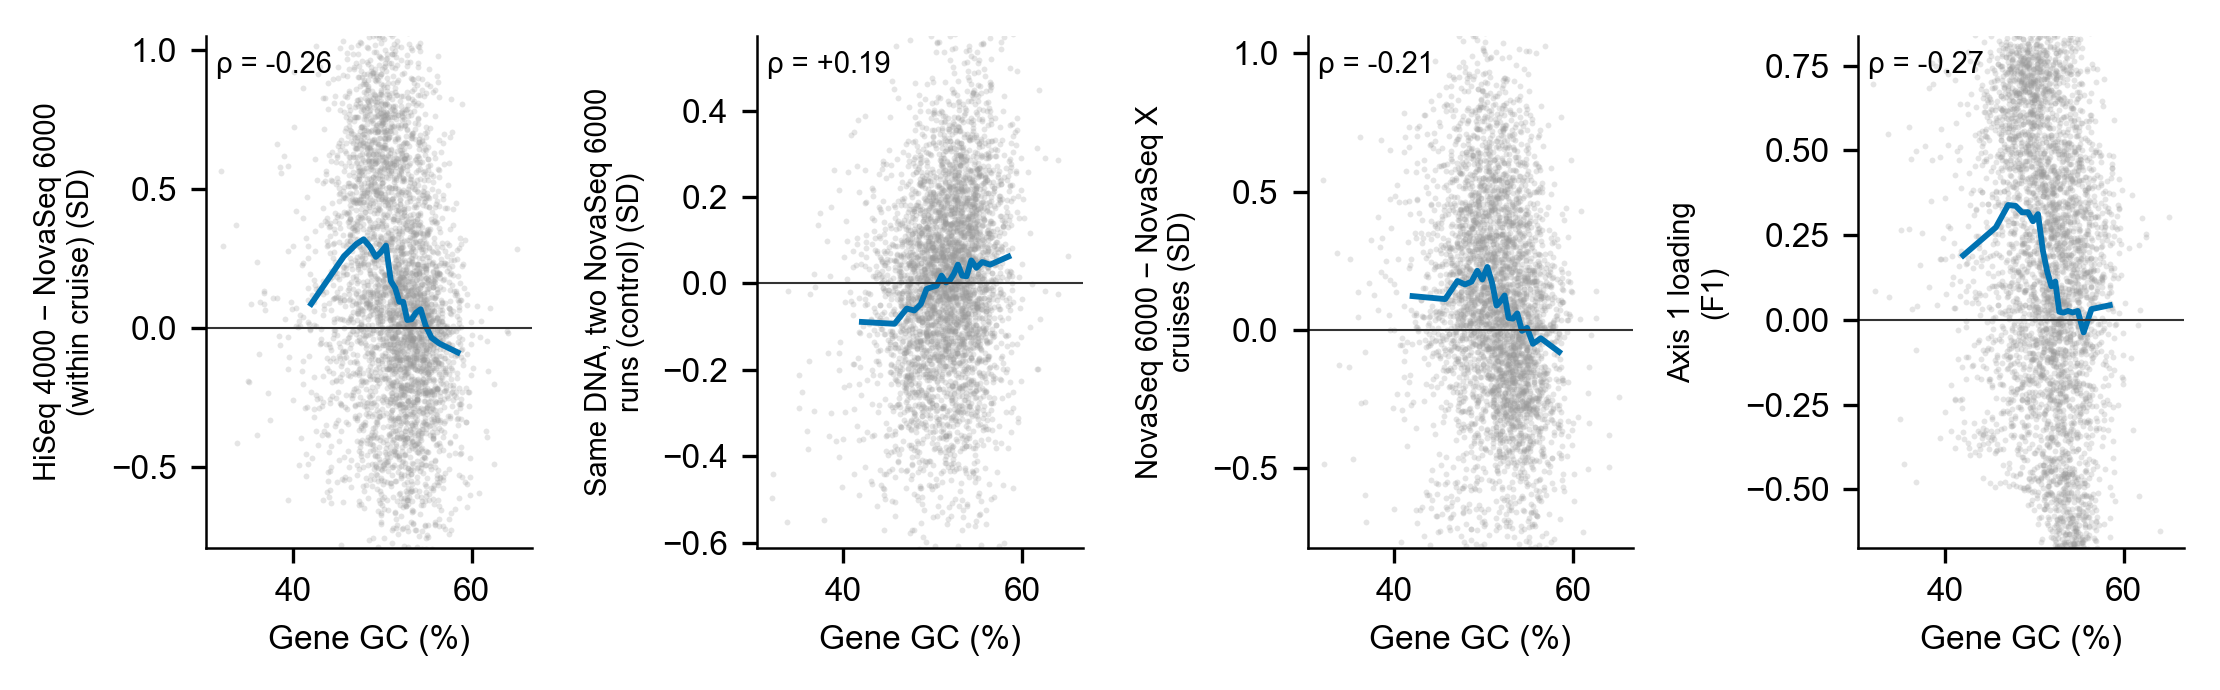 HiSeq 4000 − NovaSeq 6000
(within cruise) (SD)
1.0
0.5
0.0
−0.5
ρ = -0.26
40
60
Gene GC (%)
Same DNA, two NovaSeq 6000
runs (control) (SD)
0.4
0.2
0.0
−0.2
−0.4
−0.6
ρ = +0.19
40
60
Gene GC (%)
NovaSeq 6000 − NovaSeq X
cruises (SD)
1.0
0.5
0.0
−0.5
ρ = -0.21
40
60
Gene GC (%)
Axis 1 loading
(F1)
0.75
0.50
0.25
0.00
−0.25
−0.50
ρ = -0.27
40
60
Gene GC (%)